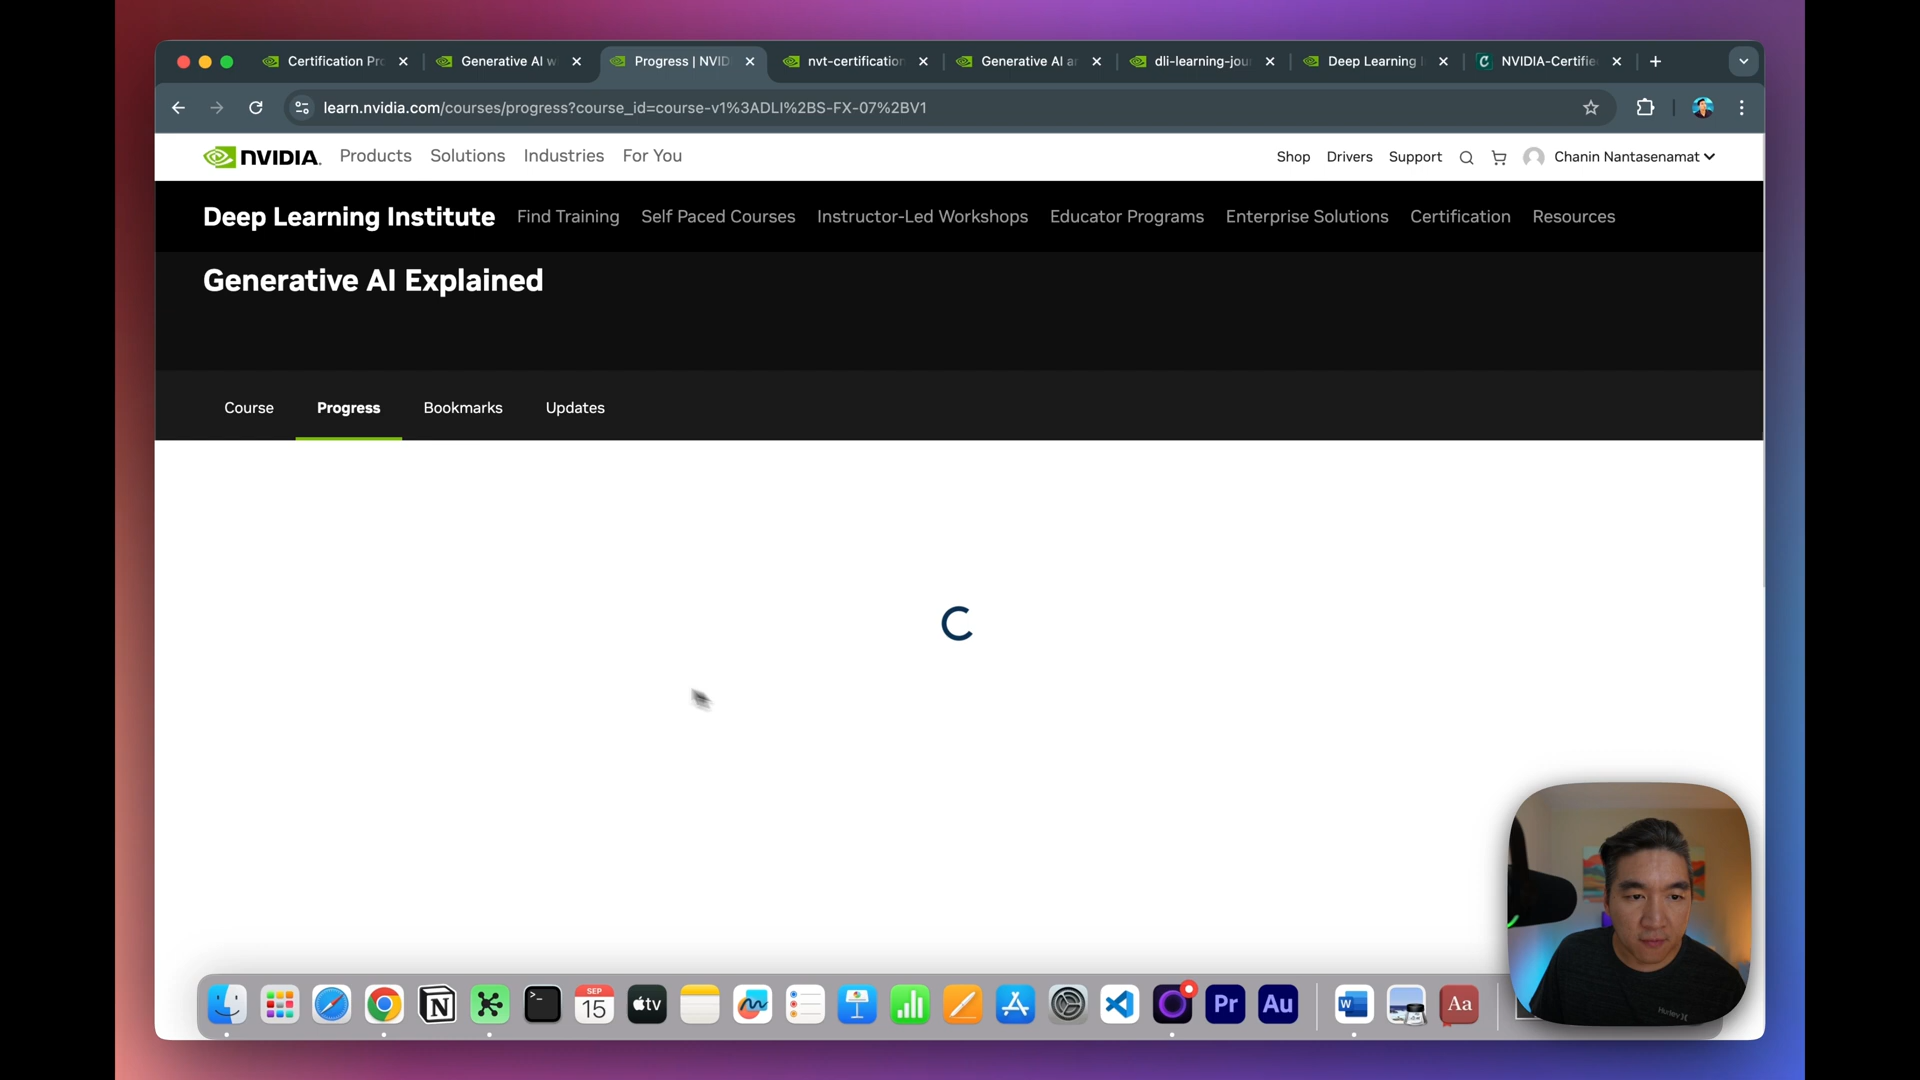 Certification Pr
Generative AI w
Progress | NVID
nvt-certification
Generative AI a
dli-learning-jou
Deep Learning
NVIDIA-Certifie
learn.nvidia.com/courses/progress?course_id=course-v1%3ADLI%2BS-FX-07%2BV1
NVIDIA.
Products
Solutions
Industries
For You
Shop
Drivers
Support
Chanin Nantasenamat
Deep Learning Institute
Find Training
Self Paced Courses
Instructor-Led Workshops
Educator Programs
Enterprise Solutions
Certification
Resources
Generative AI Explained
Course
Progress
Bookmarks
Updates
SEP
15
tv
Pr
Au
W
Aa
Hurley